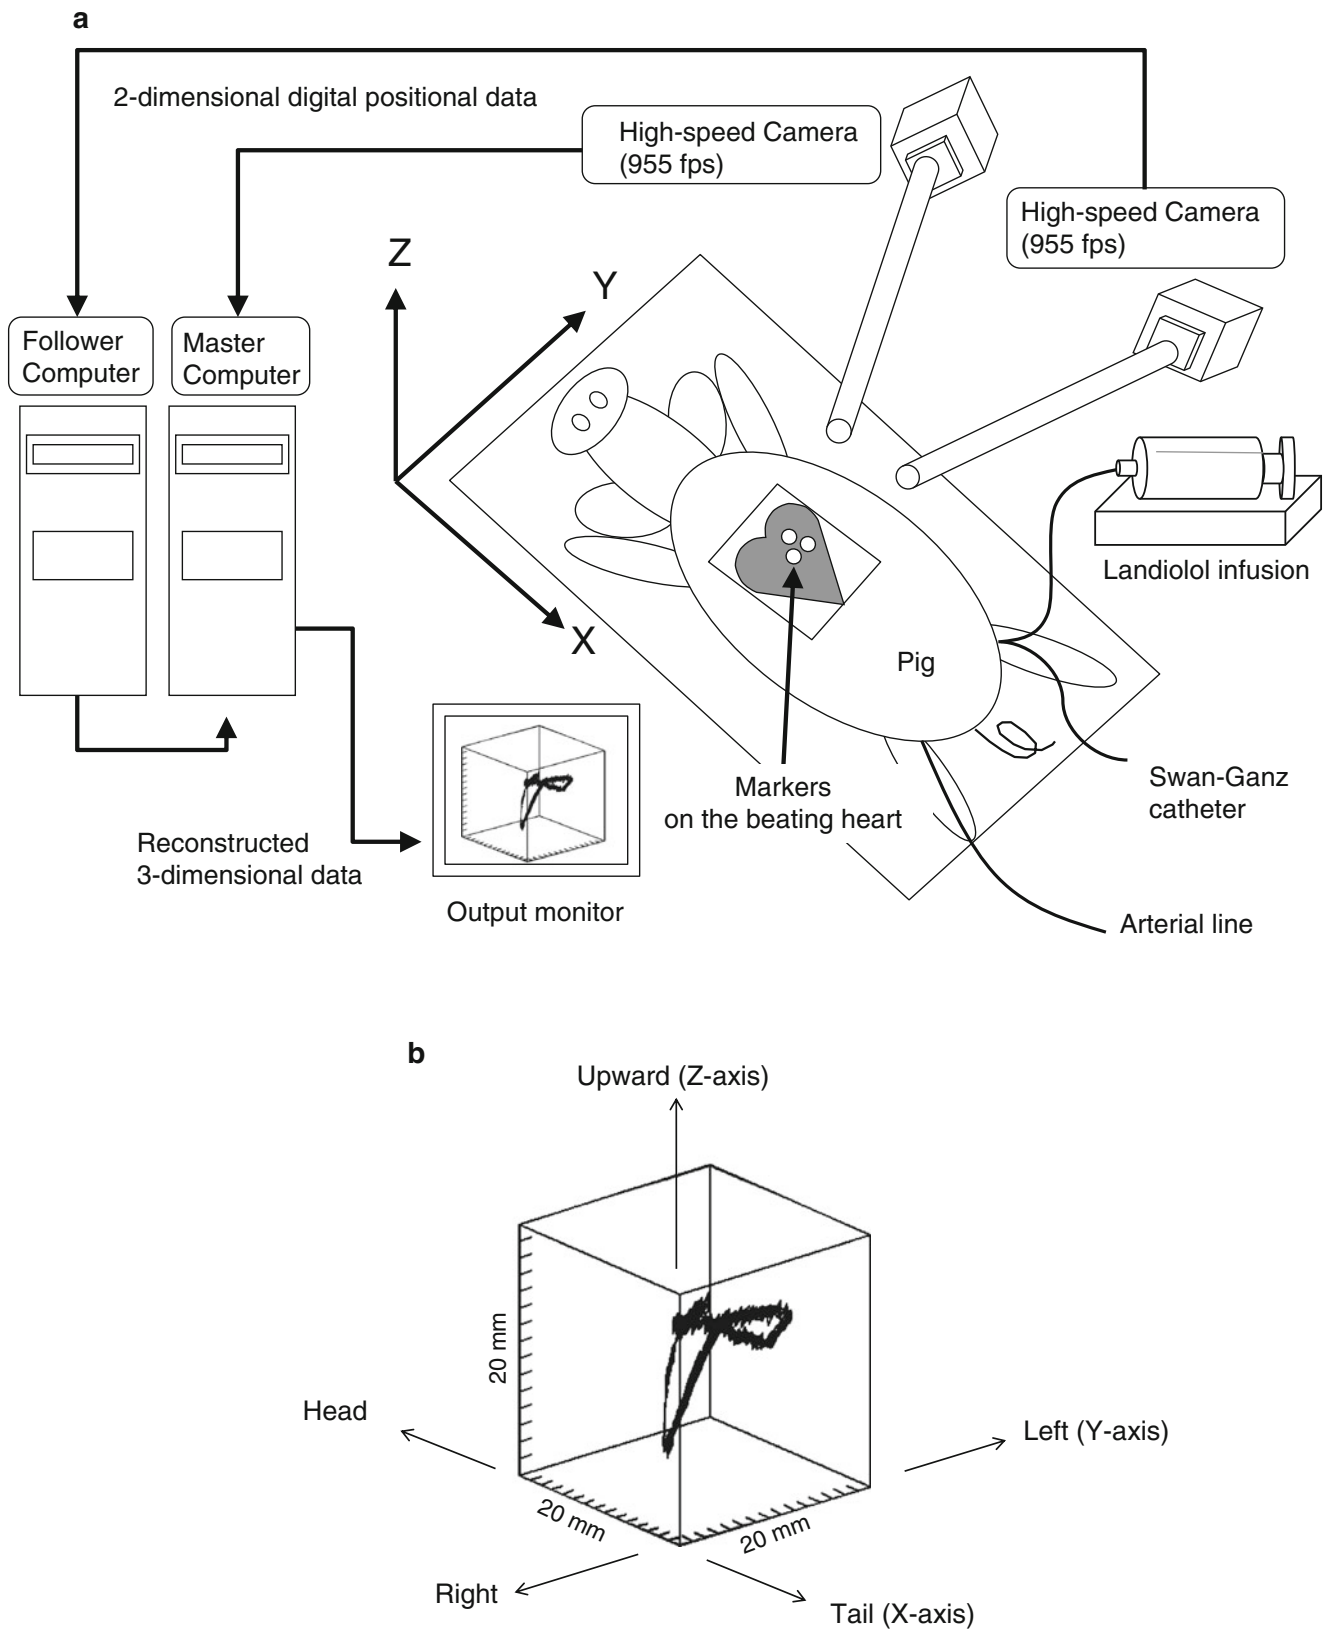 a
2-dimensional digital positional data
High-speed Camera
(955 fps)
High-speed Camera
(955 fps)
Z
Y
X
Follower
Computer
Master
Computer
Landiolol infusion
Pig
Markers
on the beating heart
Swan-Ganz
catheter
Reconstructed
3-dimensional data
Output monitor
Arterial line
b
Upward (Z-axis)
20 mm
Head
Left (Y-axis)
20 mm
20 mm
Right
Tail (X-axis)